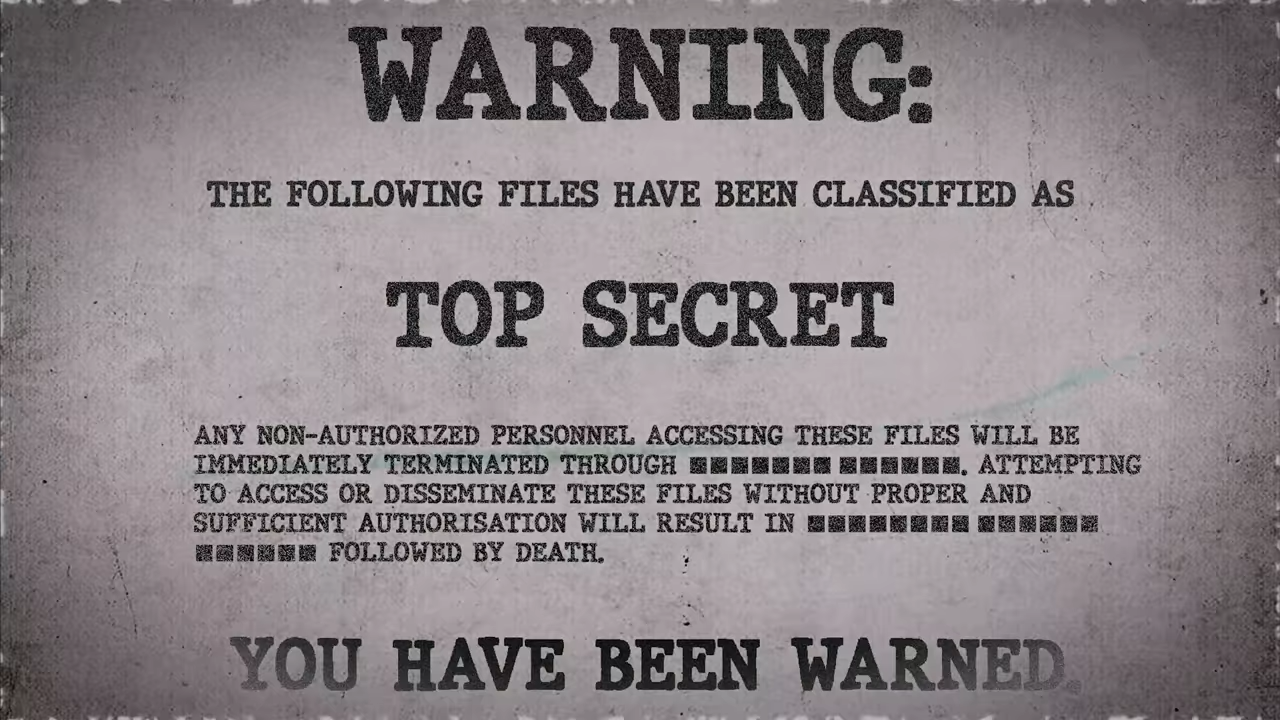 WARNING:
THE FOLLOWING FILES HAVE BEEN CLASSIFIED AS
TOP SECRET
ANY NON-AUTHORIZED PERSONNEL ACCESSING THESE FILES WILL BE
IMMEDIATELY TERMINATED THROUGH ■■■■■■■ ■■■■■■. ATTEMPTING
TO ACCESS OR DISSEMINATE THESE FILES WITHOUT PROPER AND
SUFFICIENT AUTHORISATION WILL RESULT IN ■■■■■■■■ ■■■■■■
■■■■■■ FOLLOWED BY DEATH.
YOU HAVE BEEN WARNED.